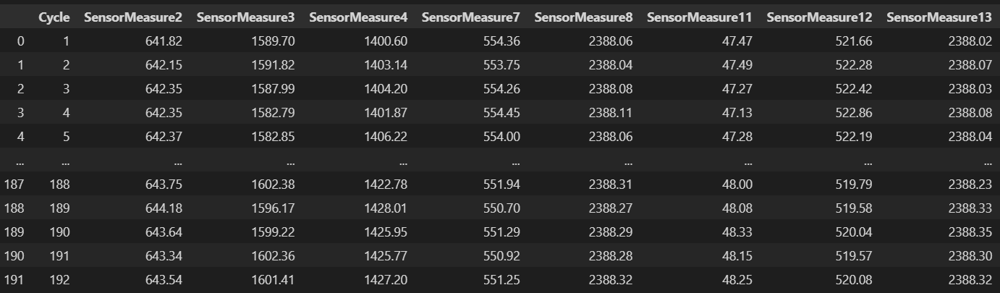 Cycle SensorMeasure2 SensorMeasure3 SensorMeasure4 SensorMeasure7 SensorMeasure8 SensorMeasure11 SensorMeasure12 SensorMeasure13
0 1 641.82 1589.70 1400.60 554.36 2388.06 47.47 521.66 2388.02
1 2 642.15 1591.82 1403.14 553.75 2388.04 47.49 522.28 2388.07
2 3 642.35 1587.99 1404.20 554.26 2388.08 47.27 522.42 2388.03
3 4 642.35 1582.79 1401.87 554.45 2388.11 47.13 522.86 2388.08
4 5 642.37 1582.85 1406.22 554.00 2388.06 47.28 522.19 2388.04
... ... ... ... ... ... ... ... ... ...
187 188 643.75 1602.38 1422.78 551.94 2388.31 48.00 519.79 2388.23
188 189 644.18 1596.17 1428.01 550.70 2388.27 48.08 519.58 2388.33
189 190 643.64 1599.22 1425.95 551.29 2388.29 48.33 520.04 2388.35
190 191 643.34 1602.36 1425.77 550.92 2388.28 48.15 519.57 2388.30
191 192 643.54 1601.41 1427.20 551.25 2388.32 48.25 520.08 2388.32